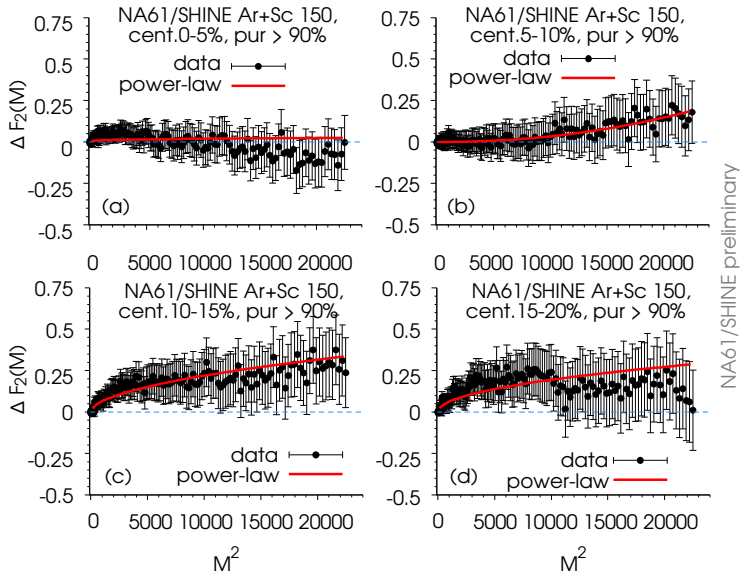 NA61/SHINE Ar+Sc 150,
cent.0-5%, pur > 90%
data
power-law
0.75
0.5
0.25
0
-0.25
-0.5
Δ F2(M)
(a)
0 5000 10000 15000 20000
NA61/SHINE Ar+Sc 150,
cent.5-10%, pur > 90%
data
power-law
0.75
0.5
0.25
0
-0.25
-0.5
(b)
0 5000 10000 15000 20000
NA61/SHINE Ar+Sc 150,
cent.10-15%, pur > 90%
0.75
0.5
0.25
0
-0.25
-0.5
Δ F2(M)
data
power-law
(c)
0 5000 10000 15000 20000
M^2
NA61/SHINE Ar+Sc 150,
cent.15-20%, pur > 90%
0.75
0.5
0.25
0
-0.25
-0.5
data
power-law
(d)
0 5000 10000 15000 20000
M^2
NA61/SHINE preliminary